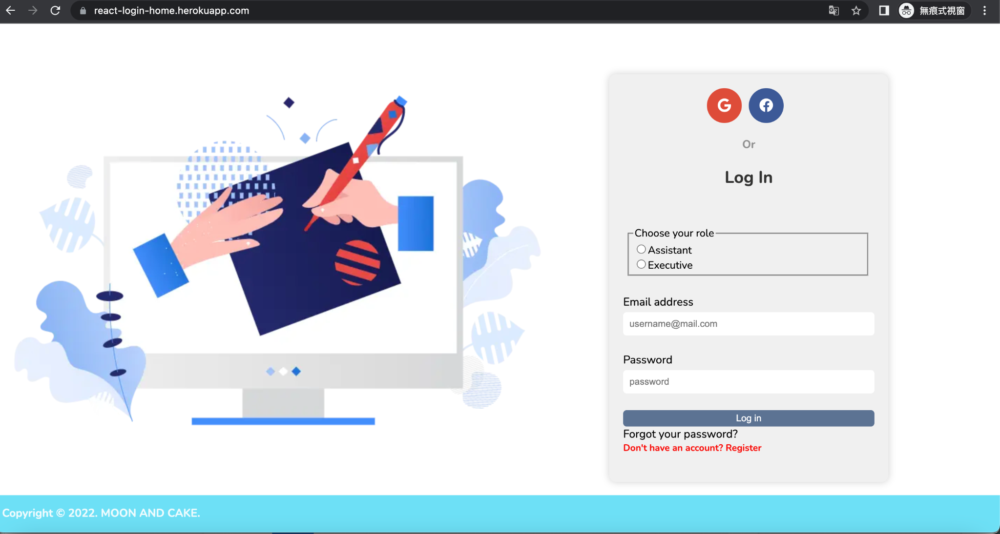 react-login-home.herokuapp.com
無痕式視窗
Or
Log In
Choose your role
Assistant
Executive
Email address
username@mail.com
Password
password
Log in
Forgot your password?
Don't have an account? Register
Copyright © 2022. MOON AND CAKE.